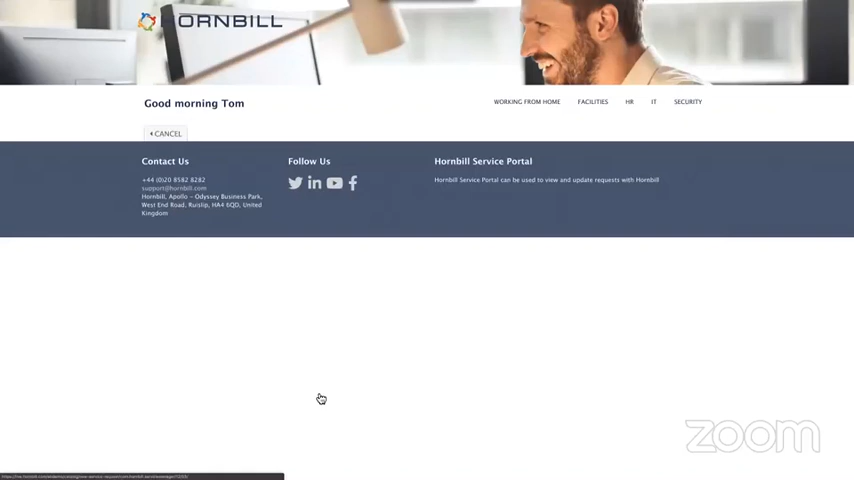 HORNBILL
Good morning Tom
WORKING FROM HOME FACILITIES HR IT SECURITY
CANCEL
Contact Us
Follow Us
Hornbill Service Portal
+44 (0)20 8582 8282
support@hornbill.com
Hornbill, Apollo - Odyssey Business Park,
West End Road, Ruislip, HA4 6QD, United
Kingdom
Hornbill Service Portal can be used to view and update requests with Hornbill
zoom